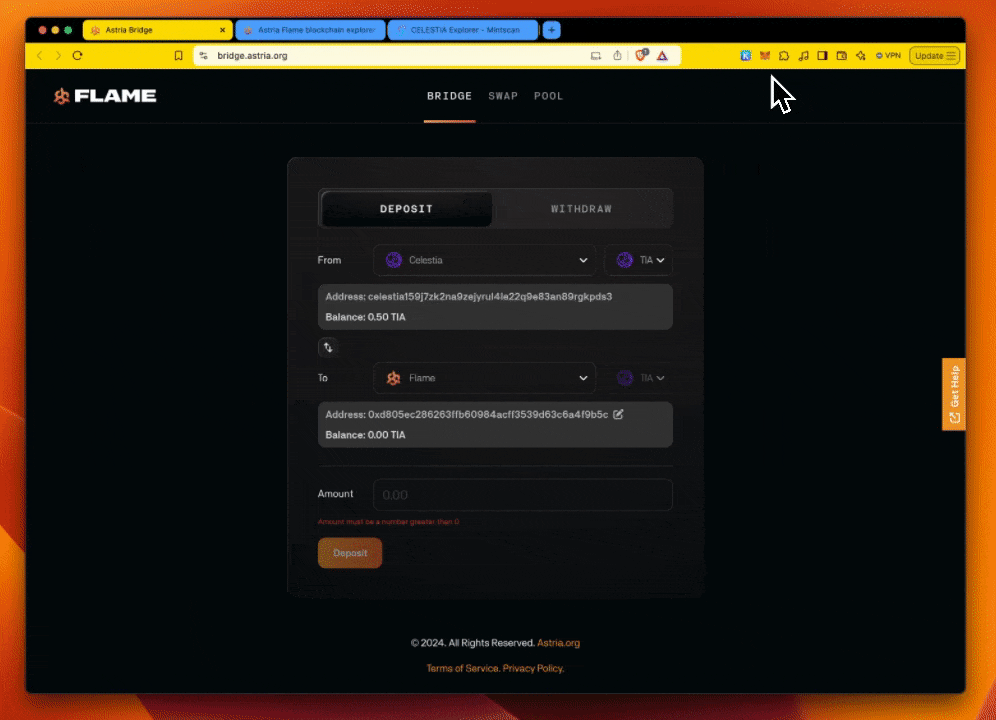 Astria Bridge
Astria Flame blockchain explorer
CELESTIA Explorer - Mintscan
bridge.astria.org
1
VPN
Update
FLAME
BRIDGE
SWAP
POOL
DEPOSIT
WITHDRAW
From
Celestia
TIA
Address: celestia159j7zk2na9zejyrul4le22q9e83an89rgkpds3
Balance: 0.50 TIA
To
Flame
TIA
Address: 0xd805ec286263ffb60984acff3539d63c6a4f9b5c
Balance: 0.00 TIA
Get Help
Amount
0.00
Amount must be a number greater than 0
Deposit
© 2024. All Rights Reserved. Astria.org
Terms of Service. Privacy Policy.